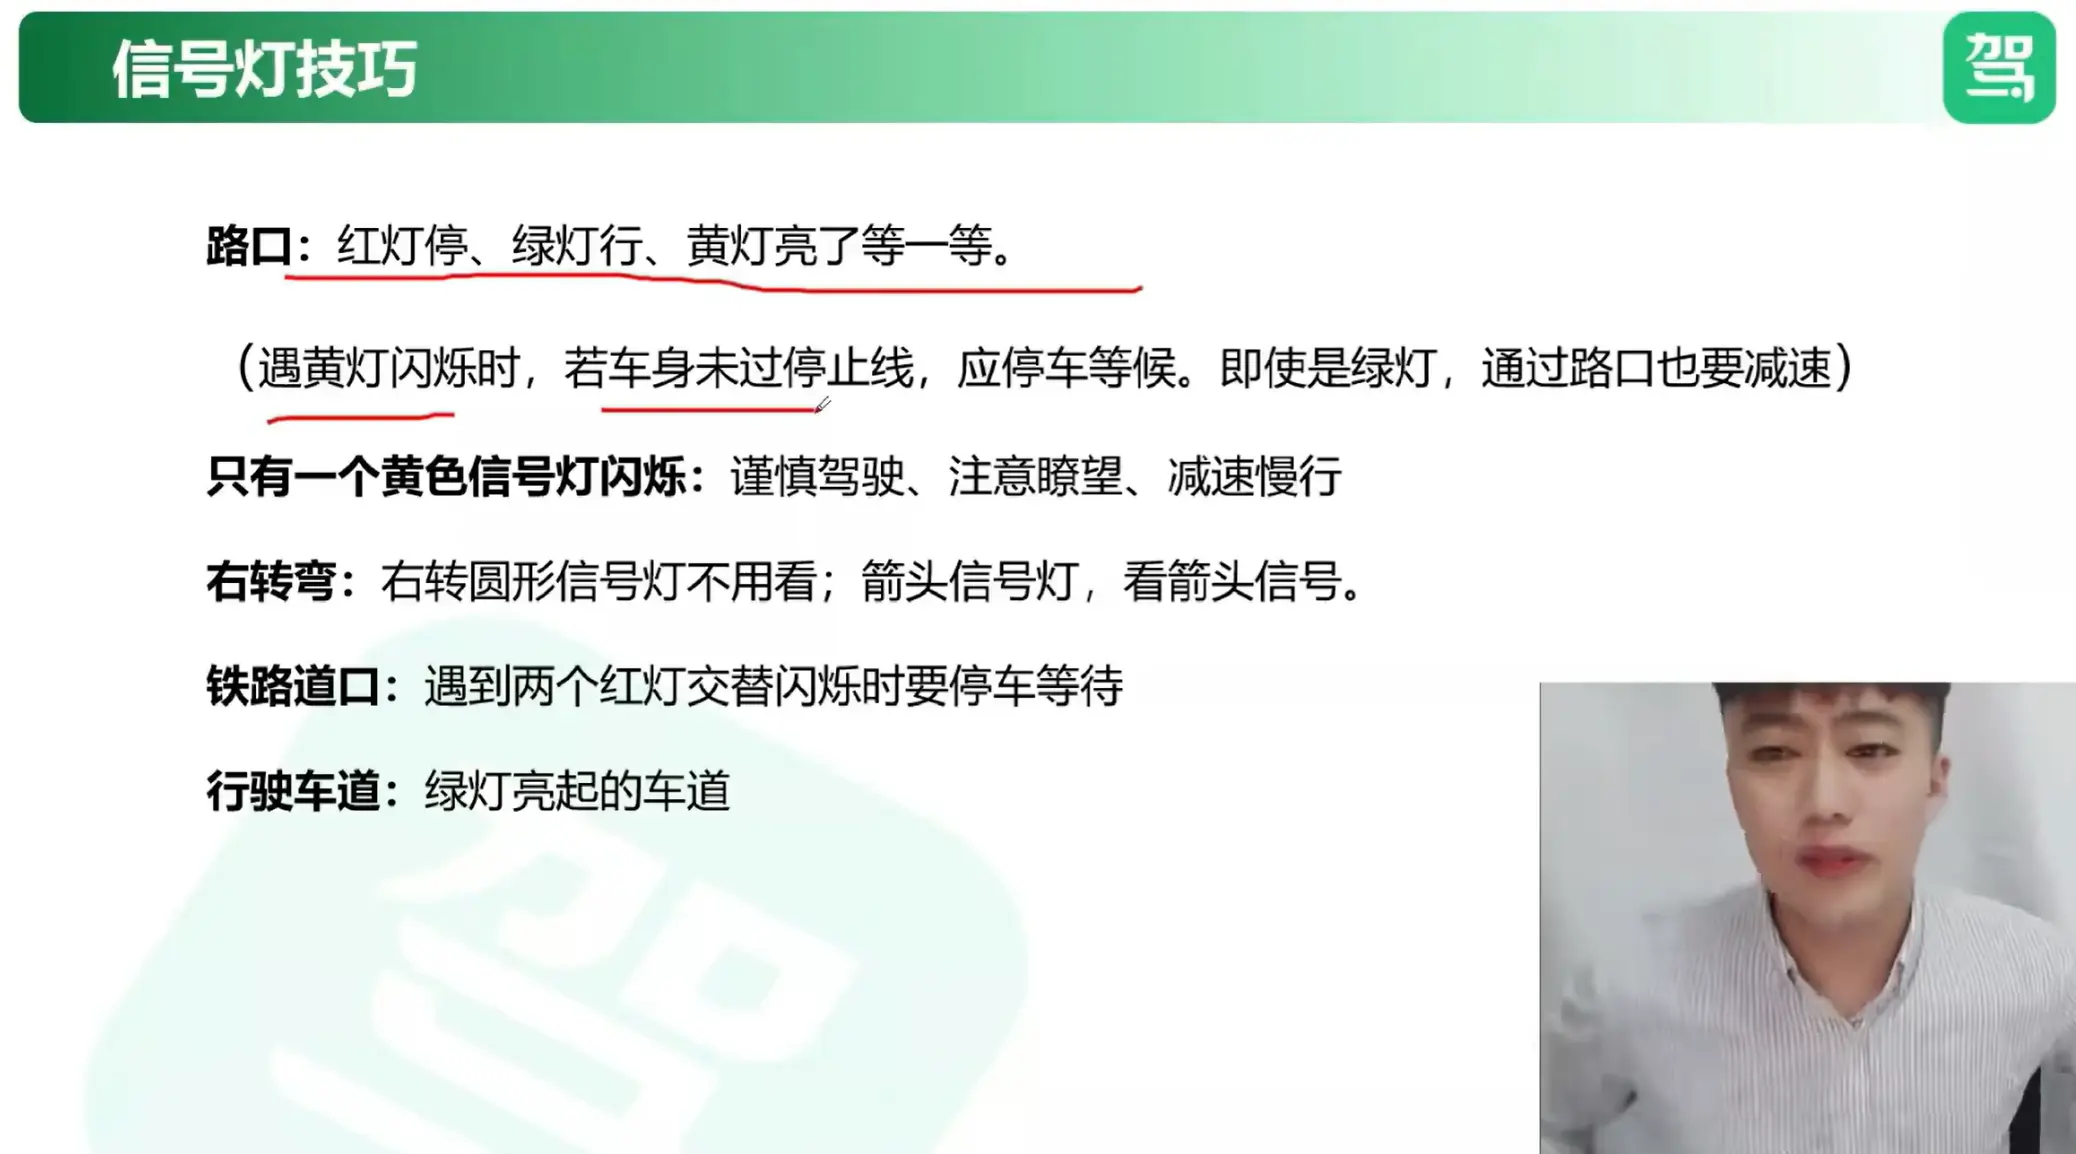 信号灯技巧
驾
路口：红灯停、绿灯行、黄灯亮了等一等。
（遇黄灯闪烁时，若车身未过停止线，应停车等候。即使是绿灯，通过路口也要减速）
只有一个黄色信号灯闪烁：谨慎驾驶、注意瞭望、减速慢行
右转弯：右转圆形信号灯不用看；箭头信号灯，看箭头信号。
铁路道口：遇到两个红灯交替闪烁时要停车等待
行驶车道：绿灯亮起的车道
驾